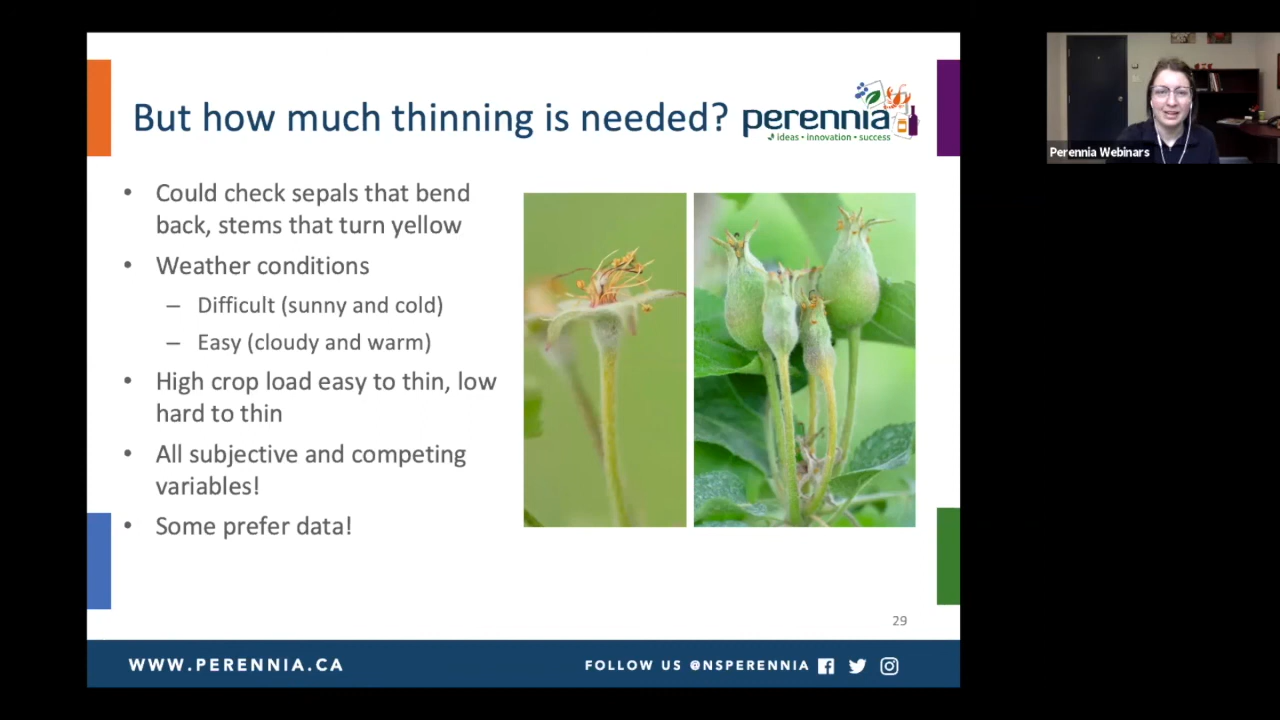 But how much thinning is needed?
perennia
ideas • innovation • success
• Could check sepals that bend
back, stems that turn yellow
• Weather conditions
– Difficult (sunny and cold)
– Easy (cloudy and warm)
• High crop load easy to thin, low
hard to thin
• All subjective and competing
variables!
• Some prefer data!
29
WWW.PERENNIA.CA
FOLLOW US @NSPERENNIA
Perennia Webinars